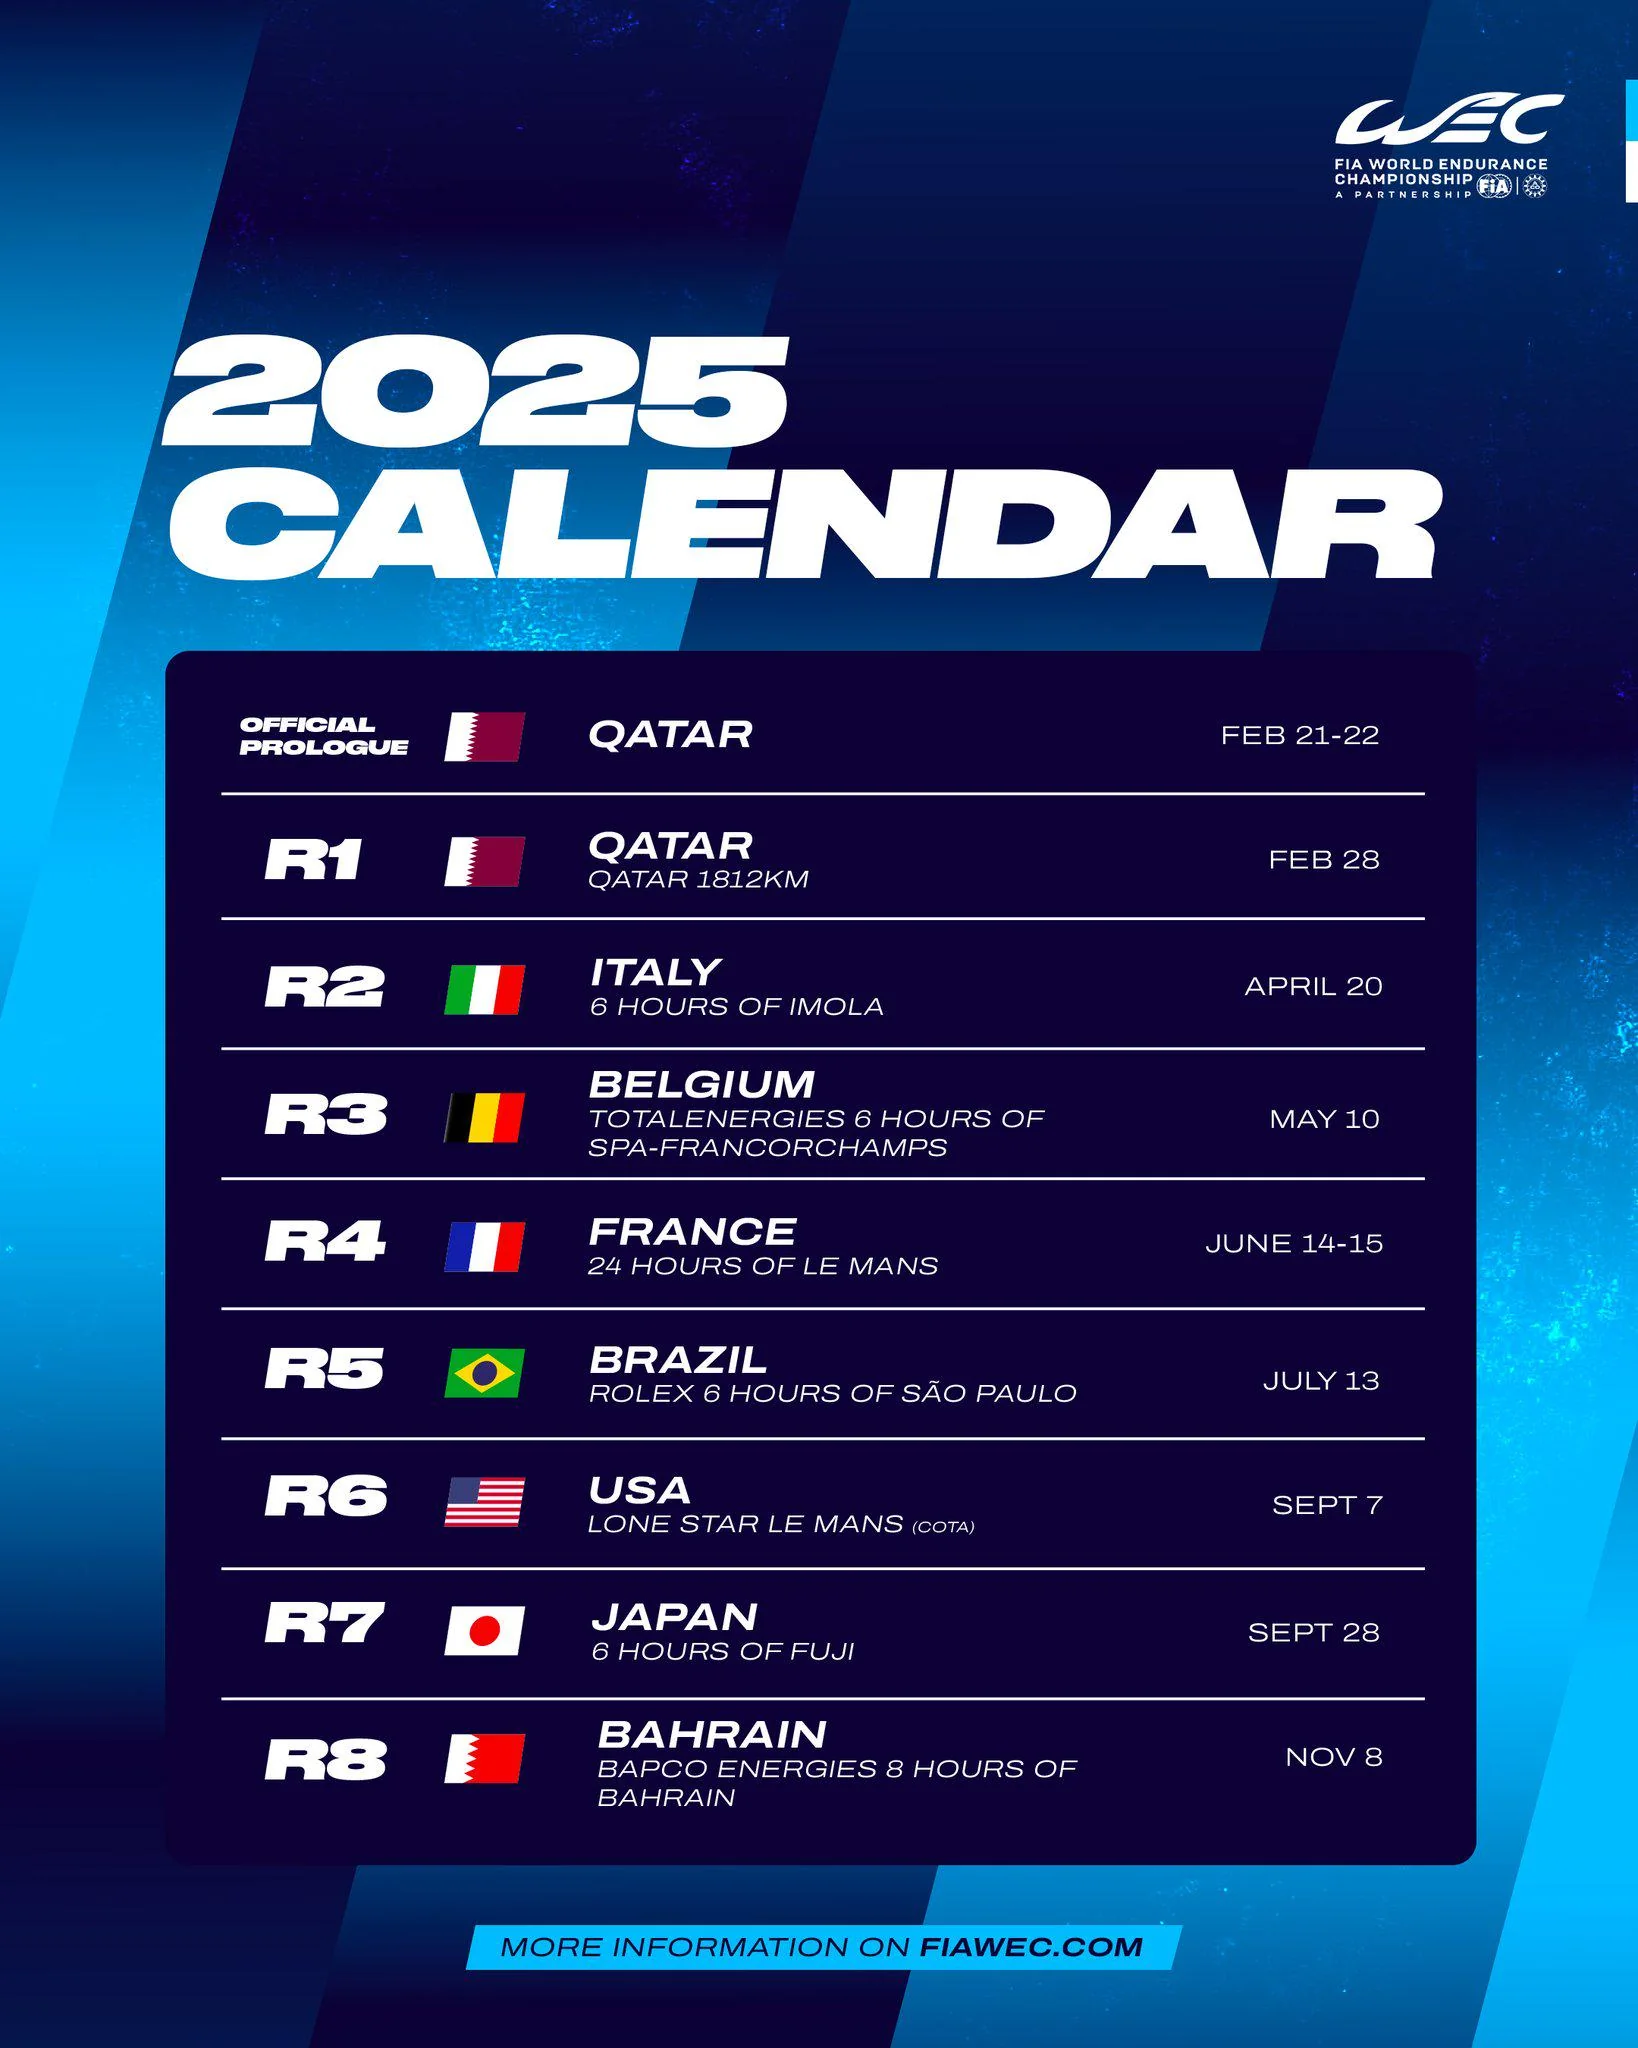 WEC
FIA WORLD ENDURANCE
CHAMPIONSHIP
A PARTNERSHIP FIA
2025
CALENDAR
OFFICIAL
PROLOGUE
QATAR
FEB 21-22
R1
QATAR
QATAR 1812KM
FEB 28
R2
ITALY
6 HOURS OF IMOLA
APRIL 20
R3
BELGIUM
TOTALENERGIES 6 HOURS OF
SPA-FRANCORCHAMPS
MAY 10
R4
FRANCE
24 HOURS OF LE MANS
JUNE 14-15
R5
BRAZIL
ROLEX 6 HOURS OF SÃO PAULO
JULY 13
R6
USA
LONE STAR LE MANS (COTA)
SEPT 7
R7
JAPAN
6 HOURS OF FUJI
SEPT 28
R8
BAHRAIN
BAPCO ENERGIES 8 HOURS OF
BAHRAIN
NOV 8
MORE INFORMATION ON FIAWEC.COM